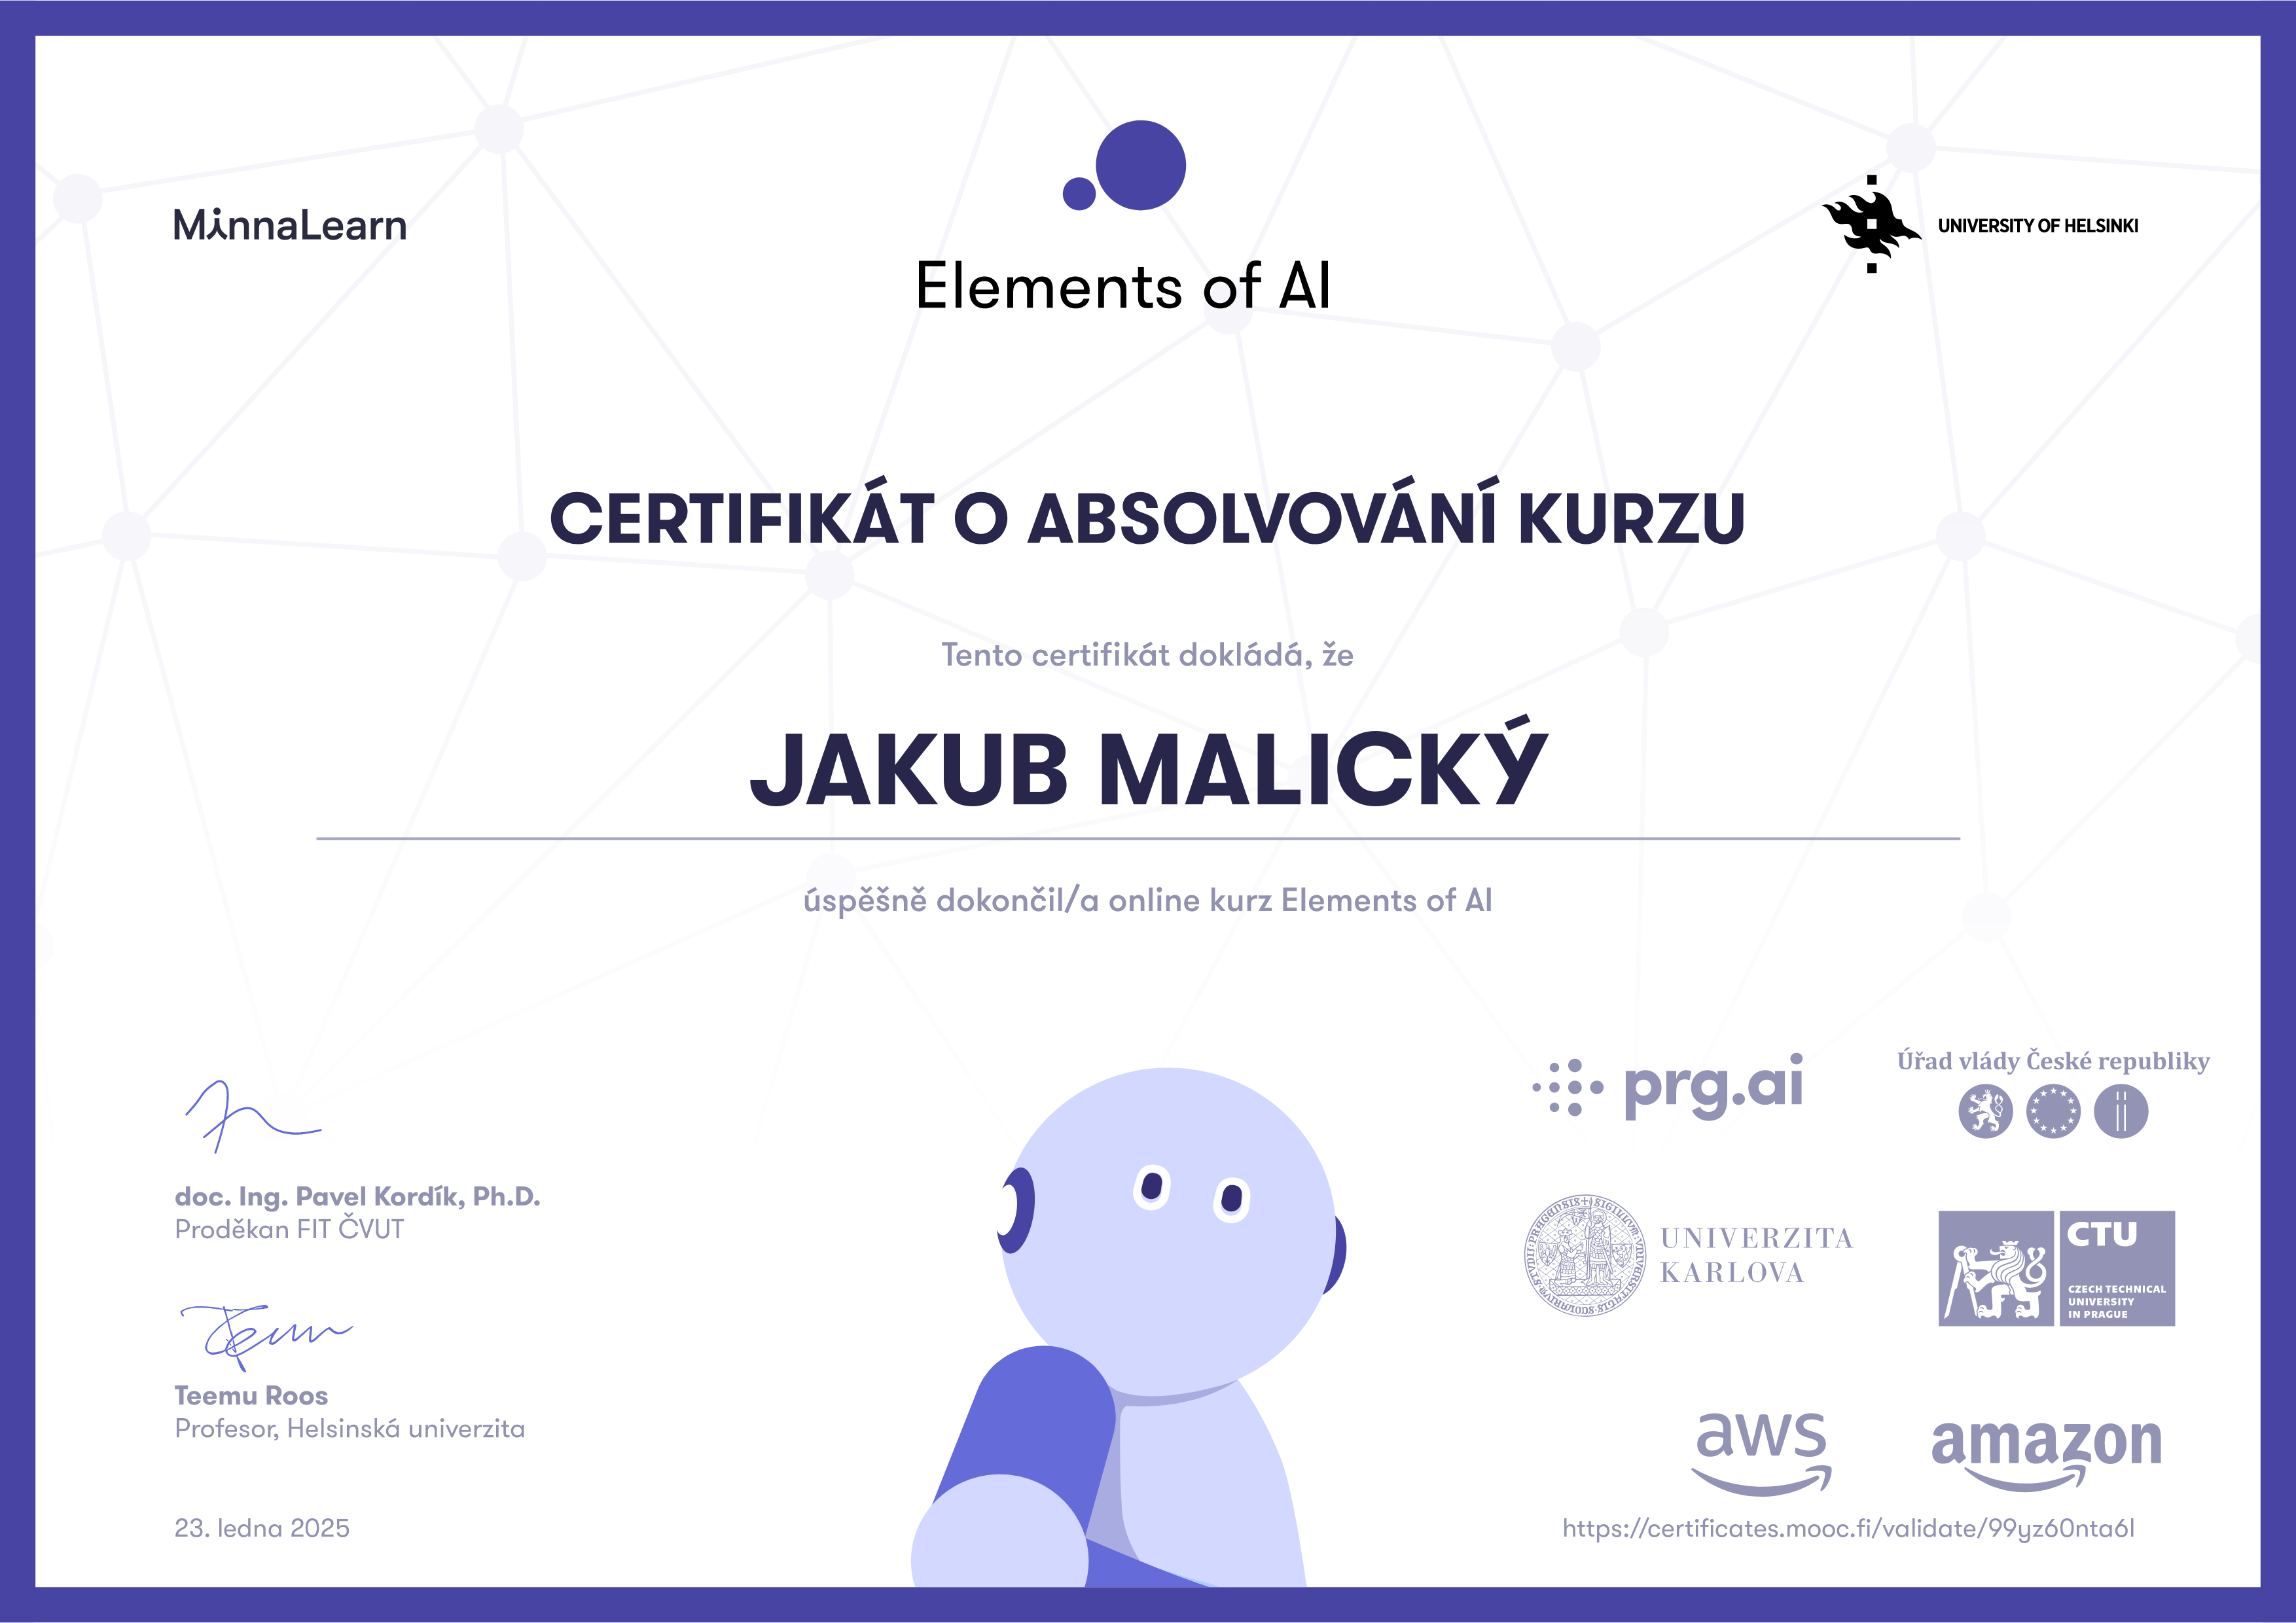 MinnaLearn
Elements of AI
UNIVERSITY OF HELSINKI
CERTIFIKÁT O ABSOLVOVÁNÍ KURZU
Tento certifikát dokládá, že
JAKUB MALICKÝ
úspěšně dokončil/a online kurz Elements of AI
doc. Ing. Pavel Kordík, Ph.D.
Proděkan FIT ČVUT
Teemu Roos
Profesor, Helsinská univerzita
23. ledna 2025
prg.ai
Úřad vlády České republiky
UNIVERZITA
KARLOVA
CTU
CZECH TECHNICAL
UNIVERSITY
IN PRAGUE
aws
amazon
https://certificates.mooc.fi/validate/99yz60nta6l